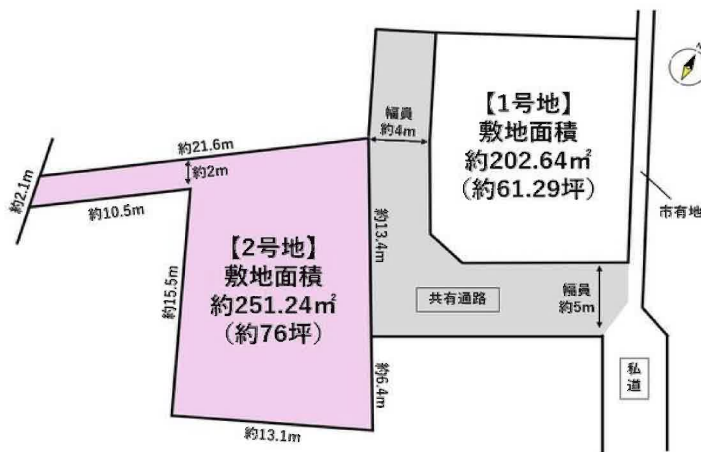 【1号地】
敷地面積
約202.64㎡
（約61.29坪）
幅員
約4m
約21.6m
約2m
約2.1m
約10.5m
市有地
【2号地】
敷地面積
約251.24㎡
（約76坪）
約13.4m
約15.5m
共有通路
幅員
約5m
私道
約6.4m
約13.1m